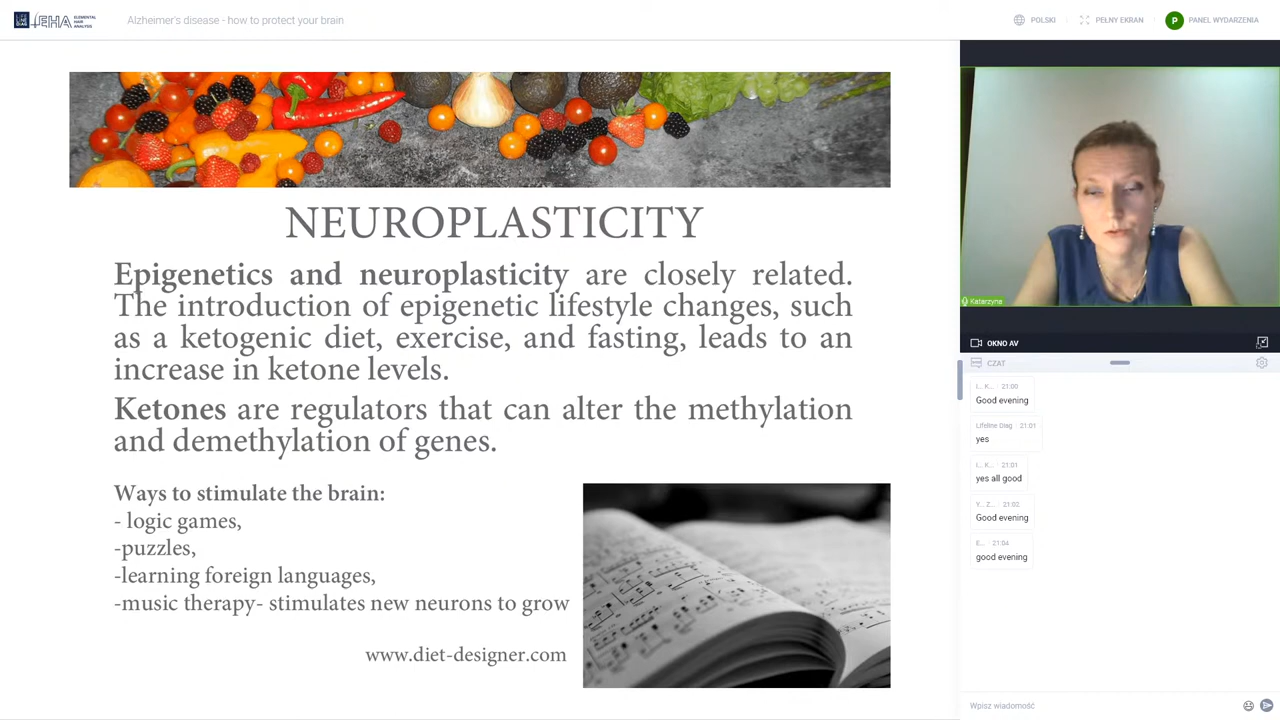 LIFE LINE DIAG
EHA ELEMENTAL HAIR ANALYSIS
Alzheimer's disease - how to protect your brain
POLSKI
PEŁNY EKRAN
P
PANEL WYDARZENIA
NEUROPLASTICITY
Epigenetics and neuroplasticity are closely related.
The introduction of epigenetic lifestyle changes, such
as a ketogenic diet, exercise, and fasting, leads to an
increase in ketone levels.
Ketones are regulators that can alter the methylation
and demethylation of genes.
Ways to stimulate the brain:
- logic games,
-puzzles,
-learning foreign languages,
-music therapy- stimulates new neurons to grow
www.diet-designer.com
Katarzyna
OKNO AV
CZAT
I... K... · 21:00
Good evening
Lifeline Diag · 21:01
yes
I... K... · 21:01
yes all good
Y... Z... · 21:02
Good evening
E... · 21:04
good evening
Wpisz wiadomość